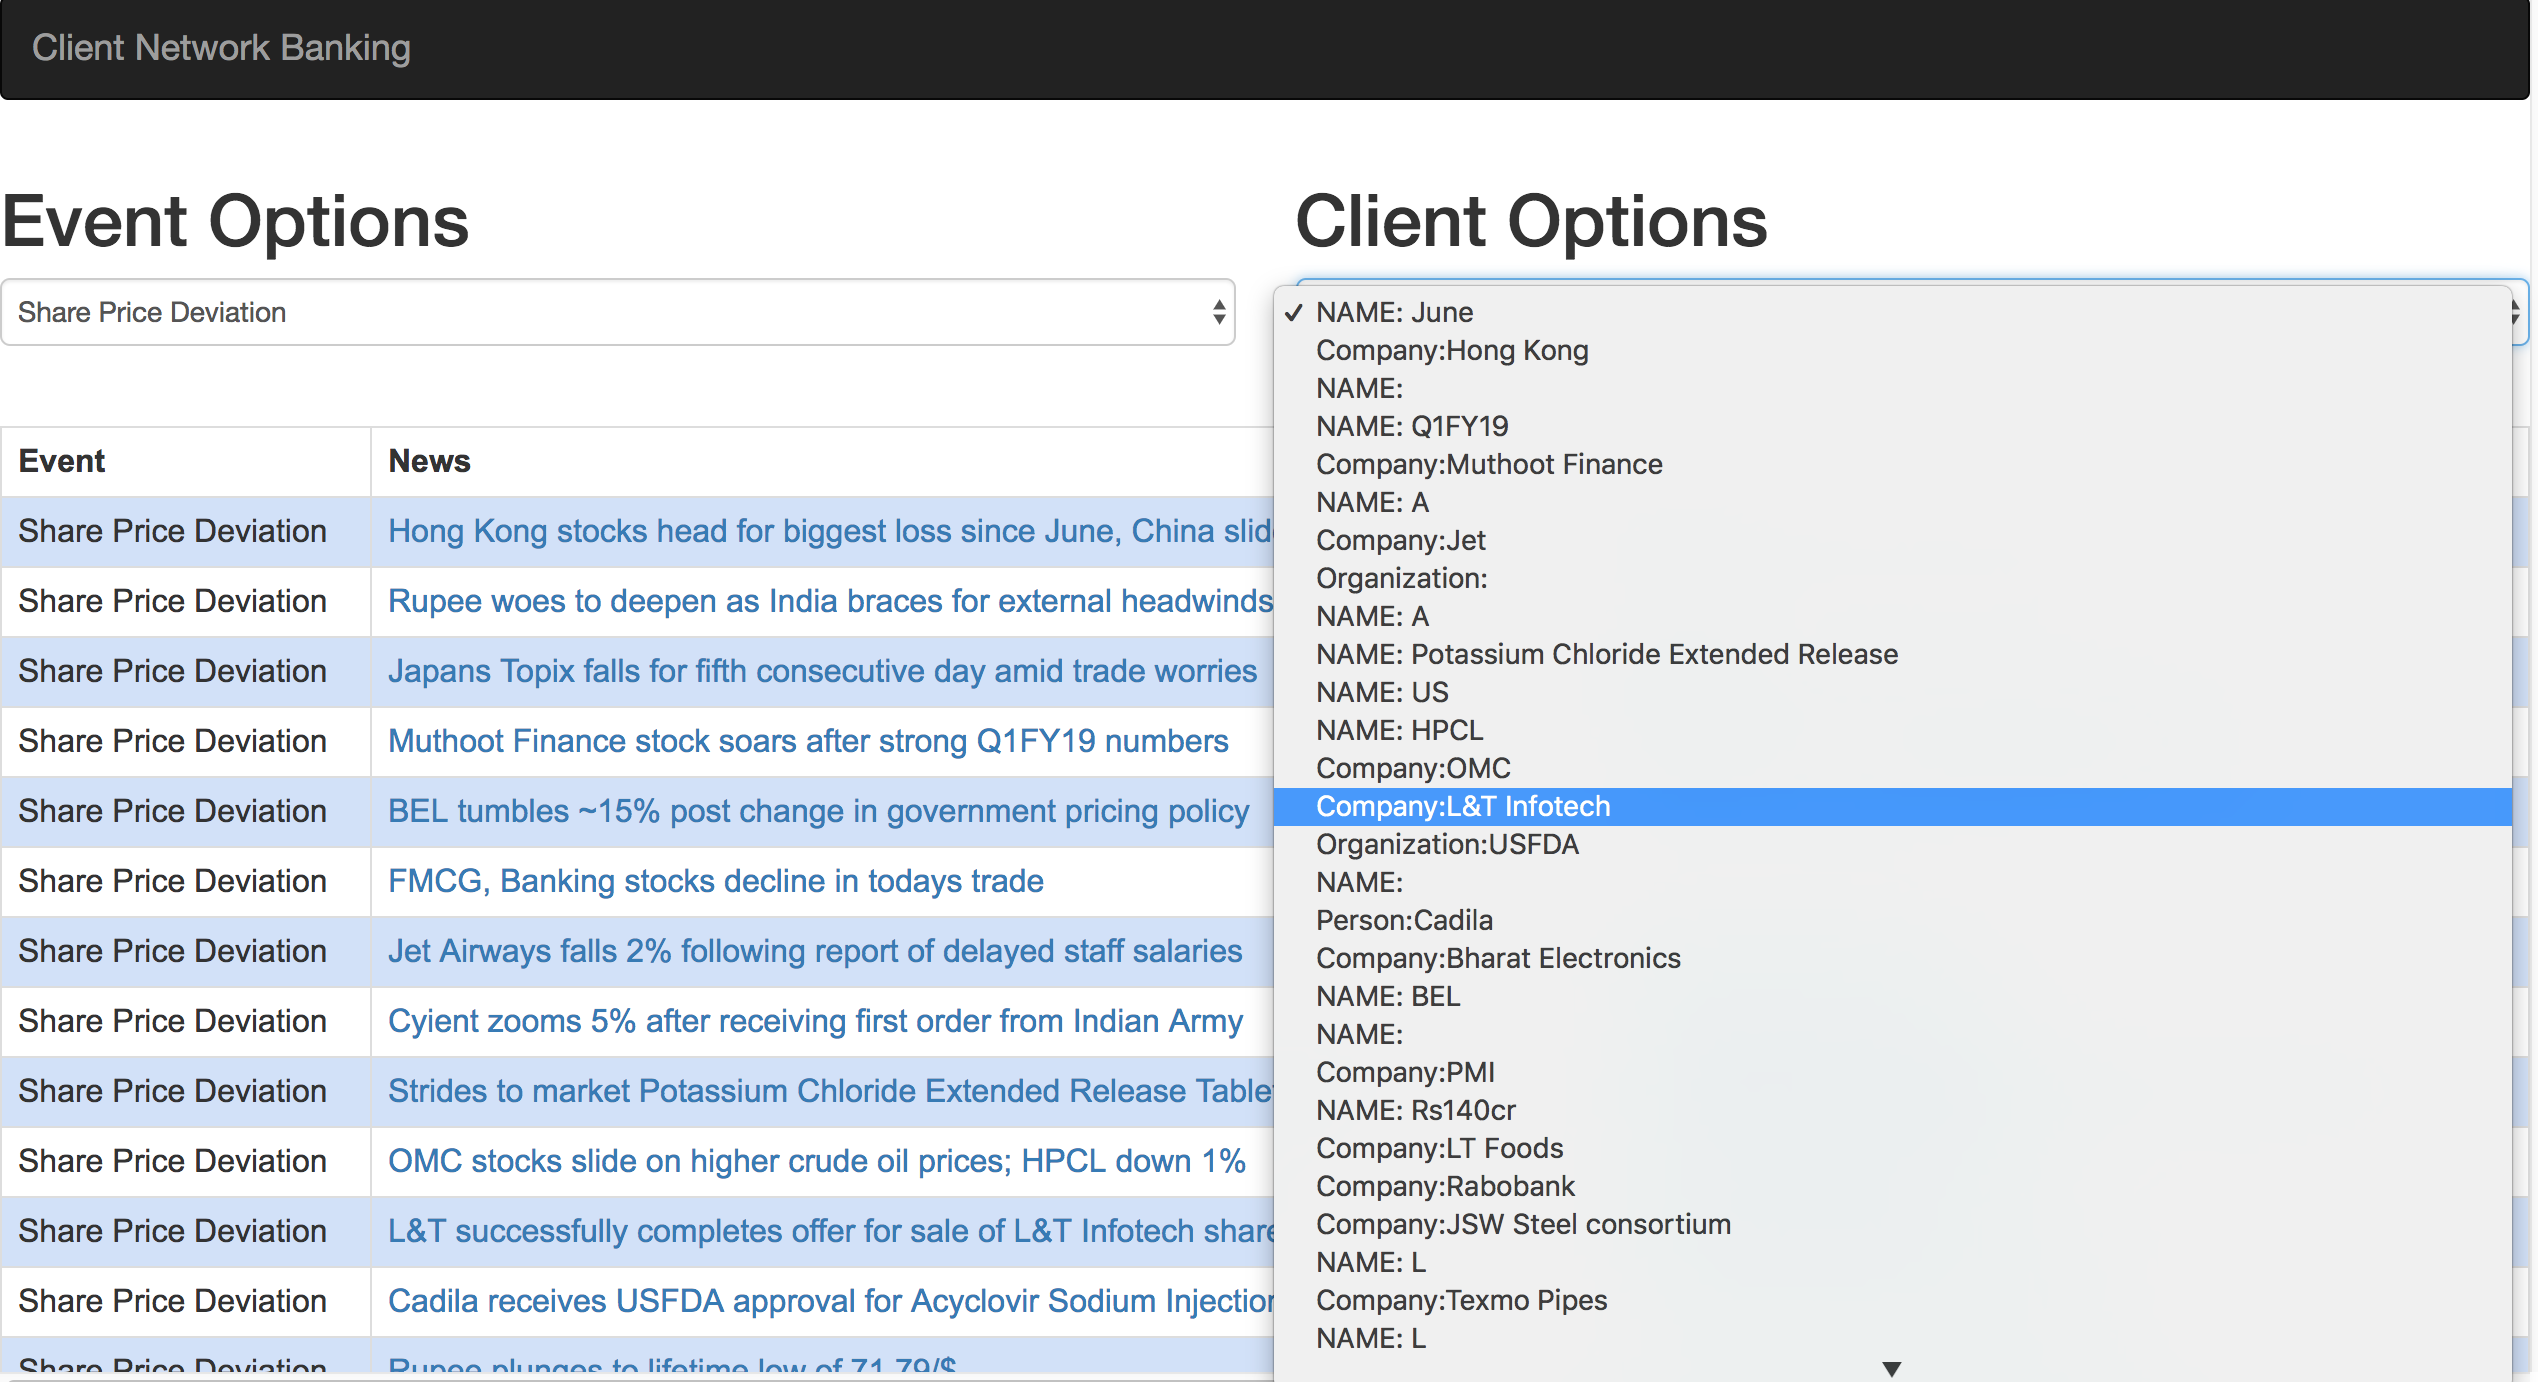 Client Network Banking
Event Options
Share Price Deviation
Event News
Share Price Deviation Hong Kong stocks head for biggest loss since June, China
Share Price Deviation Rupee woes to deepen as India braces for external headwinds
Share Price Deviation Japans Topix falls for fifth consecutive day amid trade worries
Share Price Deviation Muthoot Finance stock soars after strong Q1FY19 numbers
Share Price Deviation BEL tumbles ~15% post change in government pricing policy
Share Price Deviation FMCG, Banking stocks decline in todays trade
Share Price Deviation Jet Airways falls 2% following report of delayed staff salaries
Share Price Deviation Cyient zooms 5% after receiving first order from Indian Army
Share Price Deviation Strides to market Potassium Chloride Extended Release
Share Price Deviation OMC stocks slide on higher crude oil prices; HPCL down 1%
Share Price Deviation L&T successfully completes offer for sale of L&T Infotech
Share Price Deviation Cadila receives USFDA approval for Acyclovir Sodium
Share Price Deviation Rupee plunges to lifetime low of 71.79/$
Client Options
✓ NAME: June
Company:Hong Kong
NAME:
NAME: Q1FY19
Company:Muthoot Finance
NAME: A
Company:Jet
Organization:
NAME: A
NAME: Potassium Chloride Extended Release
NAME: US
NAME: HPCL
Company:OMC
Company:L&T Infotech
Organization:USFDA
NAME:
Person:Cadila
Company:Bharat Electronics
NAME: BEL
NAME:
Company:PMI
NAME: Rs140cr
Company:LT Foods
Company:Rabobank
Company:JSW Steel consortium
NAME: L
Company:Texmo Pipes
NAME: L